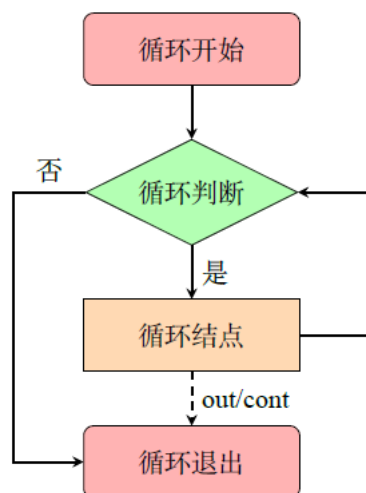 循环开始
否
循环判断
是
循环结点
out/cont
循环退出